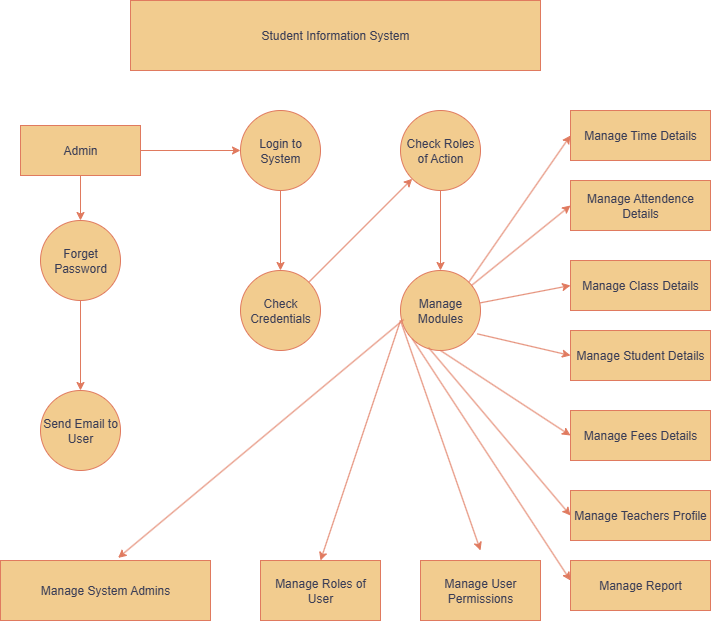 Student Information System
Admin
Login to
System
Check Roles
of Action
Manage Time Details
Manage Attendence
Details
Forget
Password
Check
Credentials
Manage
Modules
Manage Class Details
Manage Student Details
Send Email to
User
Manage Fees Details
Manage Teachers Profile
Manage System Admins
Manage Roles of
User
Manage User
Permissions
Manage Report